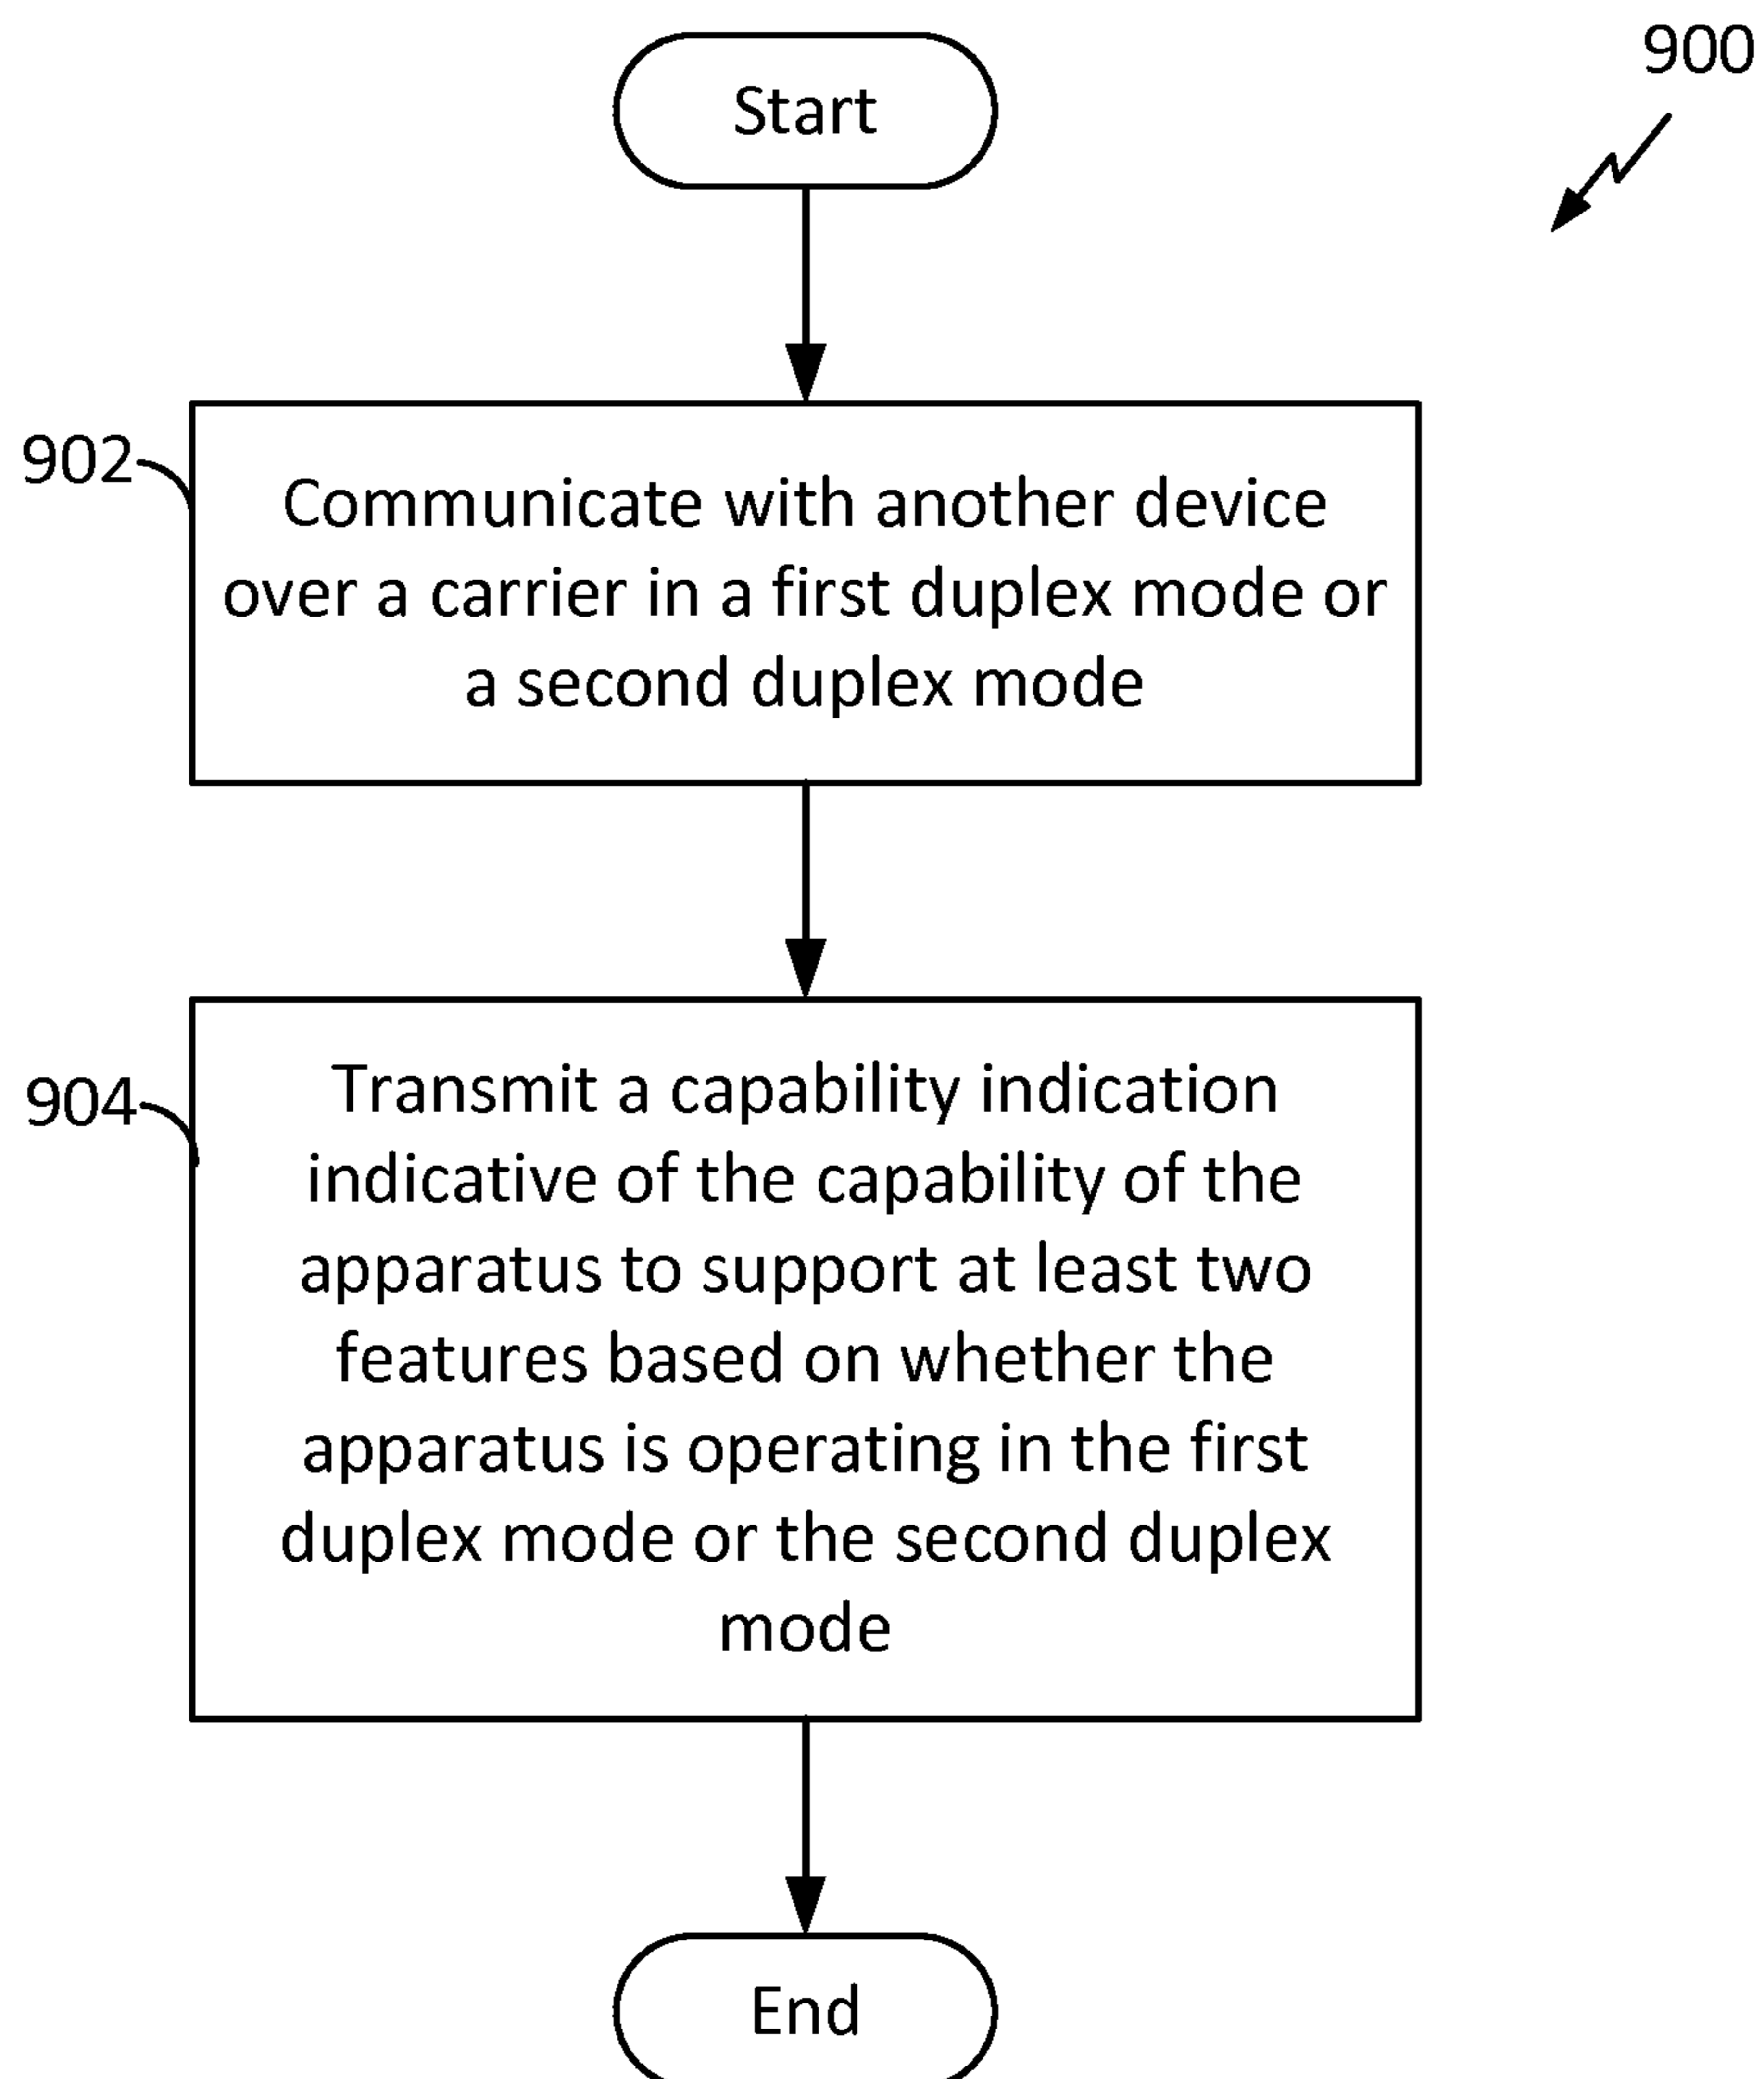 900
Start
902
Communicate with another device
over a carrier in a first duplex mode or
a second duplex mode
904
Transmit a capability indication
indicative of the capability of the
apparatus to support at least two
features based on whether the
apparatus is operating in the first
duplex mode or the second duplex
mode
End